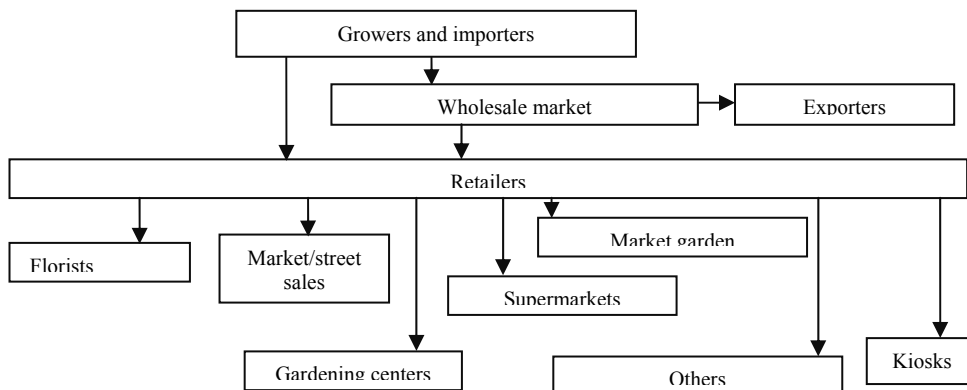 Growers and importers
Wholesale market
Exporters
Retailers
Florists
Market/street
sales
Market garden
Supermarkets
Gardening centers
Others
Kiosks